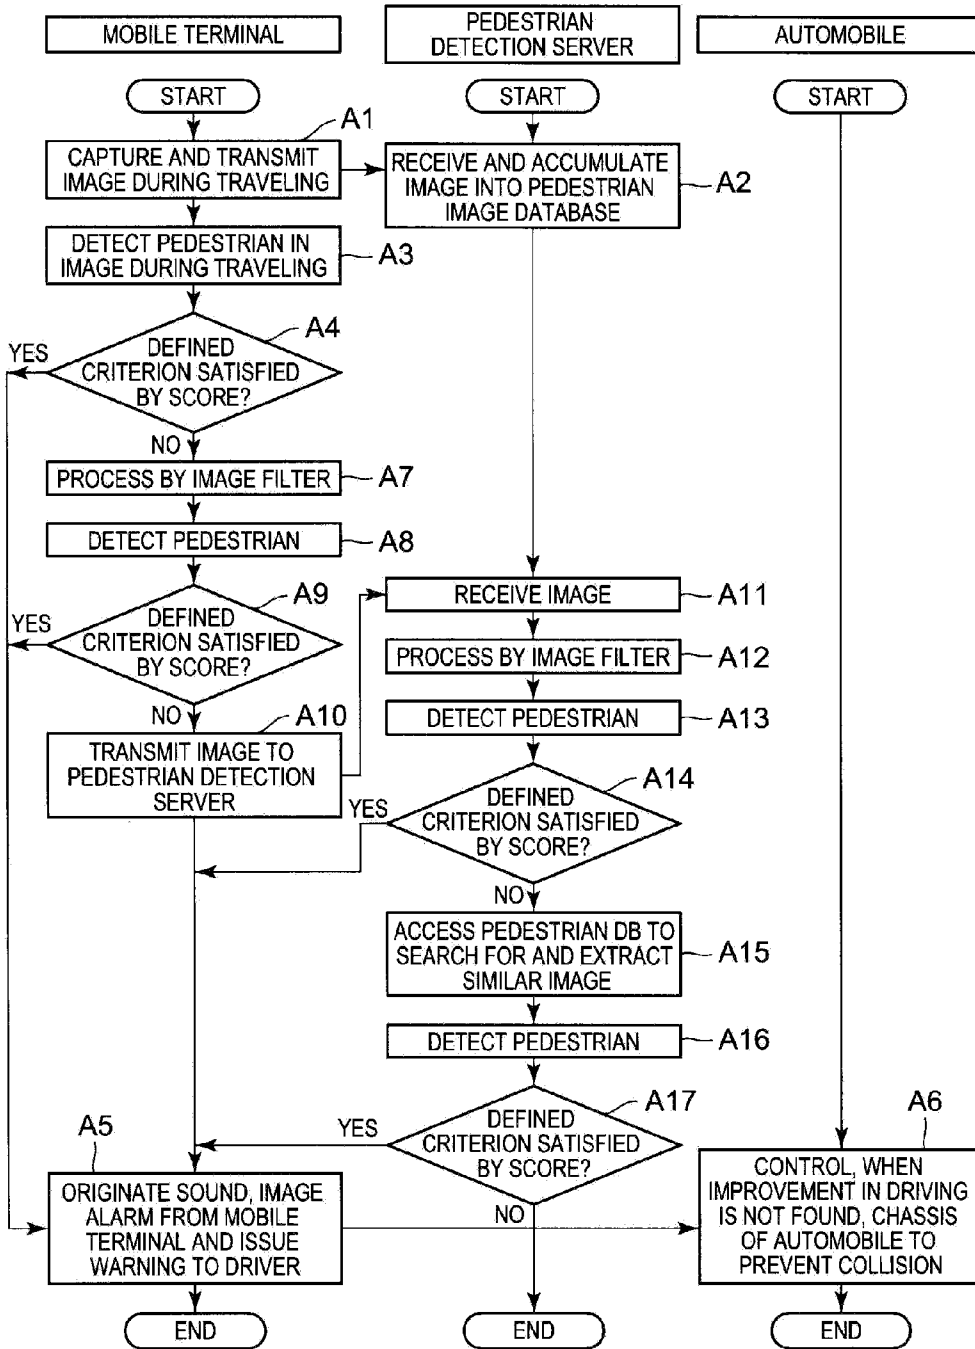 MOBILE TERMINAL
PEDESTRIAN
DETECTION SERVER
AUTOMOBILE
START
START
START
A1
CAPTURE AND TRANSMIT
IMAGE DURING TRAVELING
RECEIVE AND ACCUMULATE
IMAGE INTO PEDESTRIAN
IMAGE DATABASE
A2
DETECT PEDESTRIAN IN
IMAGE DURING TRAVELING
A3
A4
YES
DEFINED
CRITERION SATISFIED
BY SCORE?
NO
PROCESS BY IMAGE FILTER
A7
DETECT PEDESTRIAN
A8
A9
YES
DEFINED
CRITERION SATISFIED
BY SCORE?
NO
RECEIVE IMAGE
A11
PROCESS BY IMAGE FILTER
A12
A10
TRANSMIT IMAGE TO
PEDESTRIAN DETECTION
SERVER
DETECT PEDESTRIAN
A13
A14
YES
DEFINED
CRITERION SATISFIED
BY SCORE?
NO
ACCESS PEDESTRIAN DB TO
SEARCH FOR AND EXTRACT
SIMILAR IMAGE
A15
DETECT PEDESTRIAN
A16
A17
YES
DEFINED
CRITERION SATISFIED
BY SCORE?
NO
A5
ORIGINATE SOUND, IMAGE
ALARM FROM MOBILE
TERMINAL AND ISSUE
WARNING TO DRIVER
A6
CONTROL, WHEN
IMPROVEMENT IN DRIVING
IS NOT FOUND, CHASSIS
OF AUTOMOBILE TO
PREVENT COLLISION
END
END
END